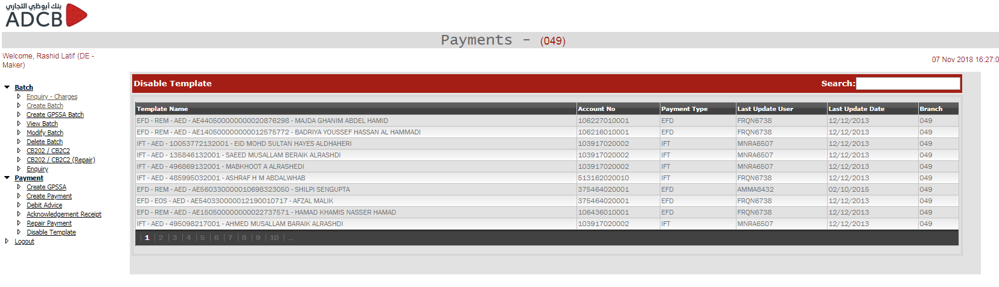 بنك أبوظبي التجاري
ADCB
Payments - (049)
Welcome, Rashid Latif (DE -
Maker)
07 Nov 2018 16:27:0
Batch
Enquiry - Charges
Create Batch
Create GPSSA Batch
View Batch
Modify Batch
Delete Batch
CB202 / CB2C2
CB202 / CB2C2 (Repair)
Enquiry
Payment
Create GPSSA
Create Payment
Debit Advice
Acknowledgement Receipt
Repair Payment
Disable Template
Logout
Disable Template Search:
Template Name Account No Payment Type Last Update User Last Update Date Branch
EFD - REM - AED - AE440500000000020876298 - MAJDA GHANIM ABDEL HAMID 106227010001 EFD FRQN6738 12/12/2013 049
EFD - REM - AED - AE140500000000012575772 - BADRIYA YOUSSEF HASSAN AL HAMMADI 106216010001 EFD FRQN6738 12/12/2013 049
IFT - AED - 10053772132001 - EID MOHD SULTAN HAYES ALDHAHERI 103917020002 IFT MNRA6507 12/12/2013 049
IFT - AED - 135846132001 - SAEED MUSALLAM BERAIK ALRASHDI 103917020002 IFT MNRA6507 12/12/2013 049
IFT - AED - 496869132001 - MABKHOOT A ALRASHEDI 103917020002 IFT MNRA6507 12/12/2013 049
IFT - AED - 485995032001 - ASHRAF H M ABDALWHAB 513162020010 IFT FRQN6738 12/12/2013 049
EFD - REM - AED - AE560330000010698323050 - SHILPI SENGUPTA 375464020001 EFD AMMA8432 02/10/2015 049
EFD - EOS - AED - AE540330000012190010717 - AFZAL MALIK 375464020001 EFD FRQN6738 12/12/2013 049
EFD - REM - AED - AE150500000000022737571 - HAMAD KHAMIS NASSER HAMAD 106436010001 EFD FRQN6738 12/12/2013 049
IFT - AED - 495098217001 - AHMED MUSALLAM BARAIK ALRASHDI 103917020002 IFT MNRA6507 12/12/2013 049
1 2 3 4 5 6 7 8 9 10 ...